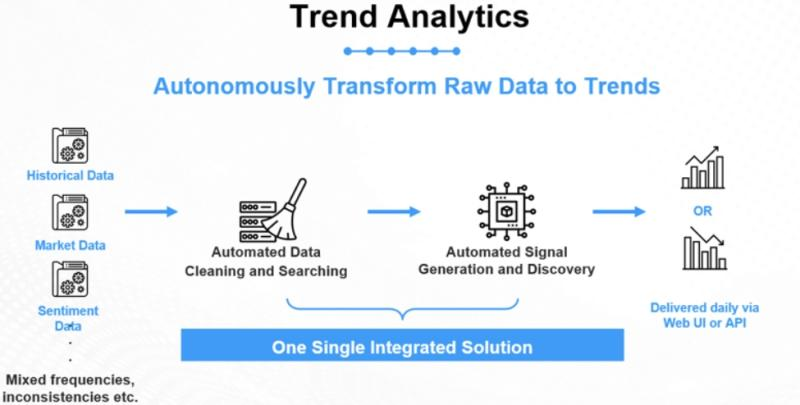 Trend Analytics
Autonomously Transform Raw Data to Trends
Historical Data
Market Data
Sentiment
Data
Mixed frequencies,
inconsistencies etc.
Automated Data
Cleaning and Searching
Automated Signal
Generation and Discovery
One Single Integrated Solution
OR
Delivered daily via
Web UI or API